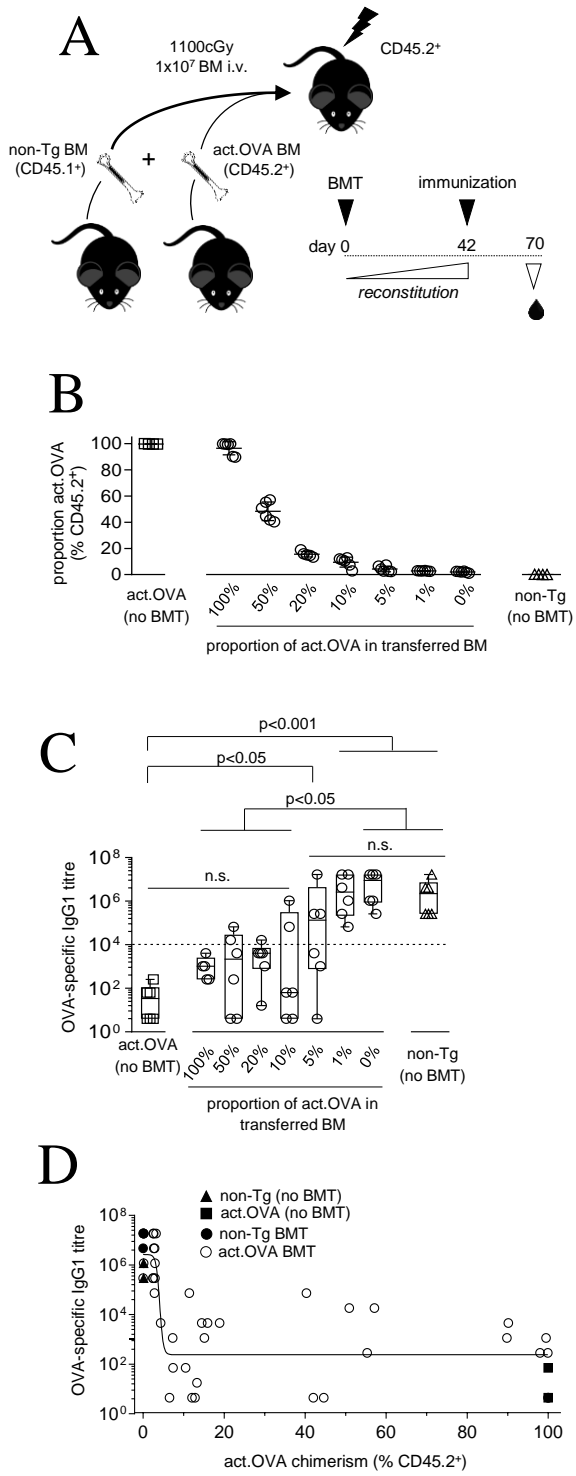 A
1100cGy
1x10⁷ BM i.v.
CD45.2⁺
non-Tg BM
(CD45.1⁺)
+
act.OVA BM
(CD45.2⁺)
BMT
immunization
day 0
42
70
reconstitution
B
proportion act.OVA
(% CD45.2⁺)
100
80
60
40
20
0
act.OVA
(no BMT)
100%
50%
20%
10%
5%
1%
0%
non-Tg
(no BMT)
proportion of act.OVA in transferred BM
C
p<0.001
p<0.05
p<0.05
n.s.
n.s.
OVA-specific IgG1 titre
10⁸
10⁶
10⁴
10²
10⁰
act.OVA
(no BMT)
100%
50%
20%
10%
5%
1%
0%
non-Tg
(no BMT)
proportion of act.OVA in
transferred BM
D
non-Tg (no BMT)
act.OVA (no BMT)
non-Tg BMT
act.OVA BMT
OVA-specific IgG1 titre
10⁸
10⁶
10⁴
10²
10⁰
0
20
40
60
80
100
act.OVA chimerism (% CD45.2⁺)